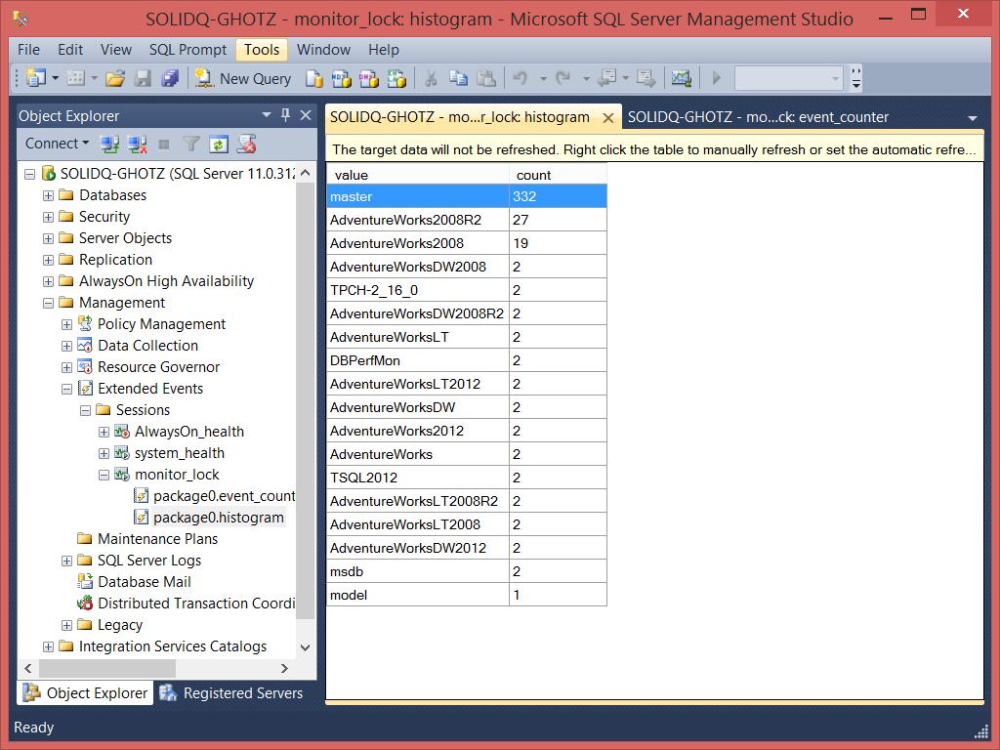 SOLIDQ-GHOTZ - monitor_lock: histogram - Microsoft SQL Server Management Studio
File Edit View SQL Prompt Tools Window Help
New Query
Object Explorer
Connect
SOLIDQ-GHOTZ (SQL Server 11.0.312
Databases
Security
Server Objects
Replication
AlwaysOn High Availability
Management
Policy Management
Data Collection
Resource Governor
Extended Events
Sessions
AlwaysOn_health
system_health
monitor_lock
package0.event_count
package0.histogram
Maintenance Plans
SQL Server Logs
Database Mail
Distributed Transaction Coordi
Legacy
Integration Services Catalogs
Object Explorer Registered Servers
SOLIDQ-GHOTZ - mo...r_lock: histogram SOLIDQ-GHOTZ - mo...ck: event_counter
The target data will not be refreshed. Right click the table to manually refresh or set the automatic refre...
value count
master 332
AdventureWorks2008R2 27
AdventureWorks2008 19
AdventureWorksDW2008 2
TPCH-2_16_0 2
AdventureWorksDW2008R2 2
AdventureWorksLT 2
DBPerfMon 2
AdventureWorksLT2012 2
AdventureWorksDW 2
AdventureWorks2012 2
AdventureWorks 2
TSQL2012 2
AdventureWorksLT2008R2 2
AdventureWorksLT2008 2
AdventureWorksDW2012 2
msdb 2
model 1
Ready